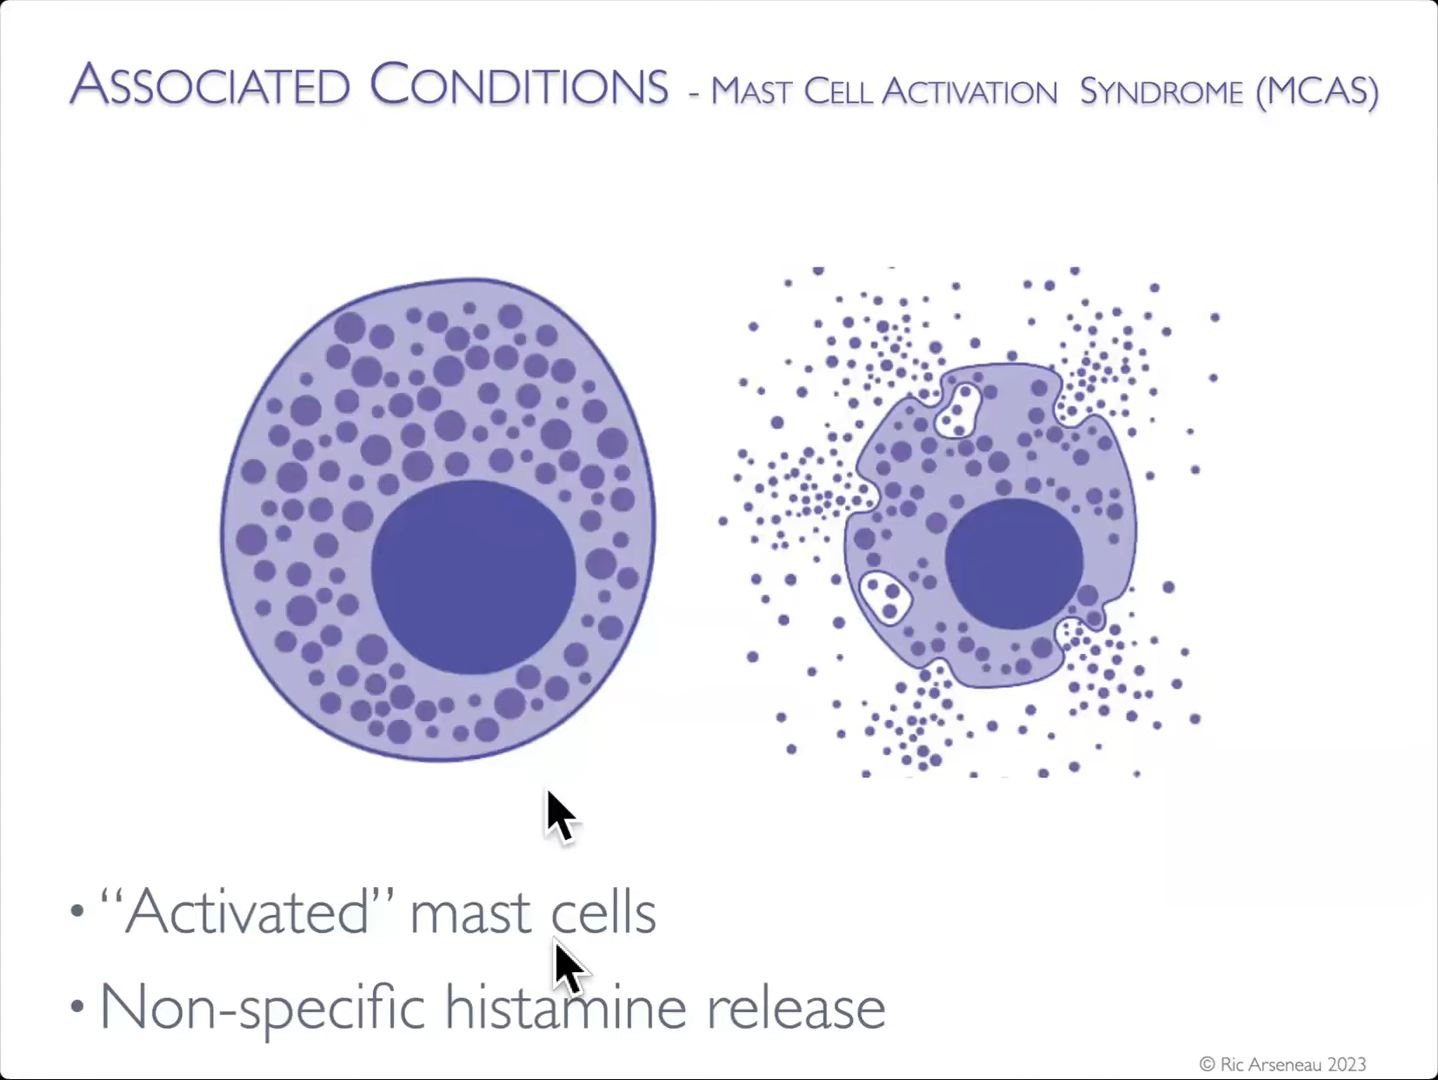 ASSOCIATED CONDITIONS - MAST CELL ACTIVATION SYNDROME (MCAS)
• “Activated” mast cells
• Non-specific histamine release
© Ric Arseneau 2023